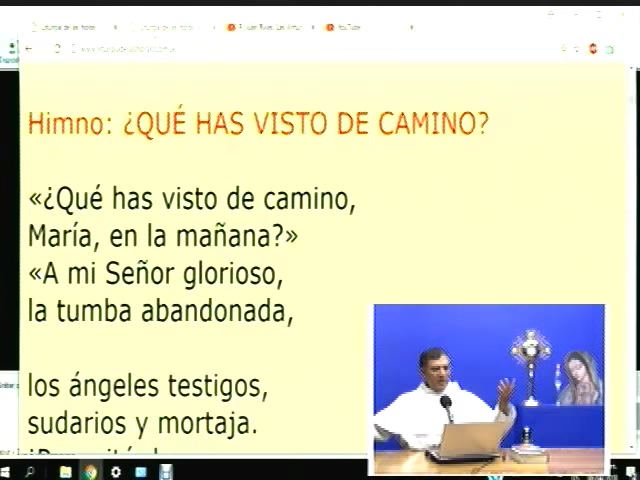 YouTube
Himno: ¿QUÉ HAS VISTO DE CAMINO?
«¿Qué has visto de camino,
María, en la mañana?»
«A mi Señor glorioso,
la tumba abandonada,
los ángeles testigos,
sudarios y mortaja.